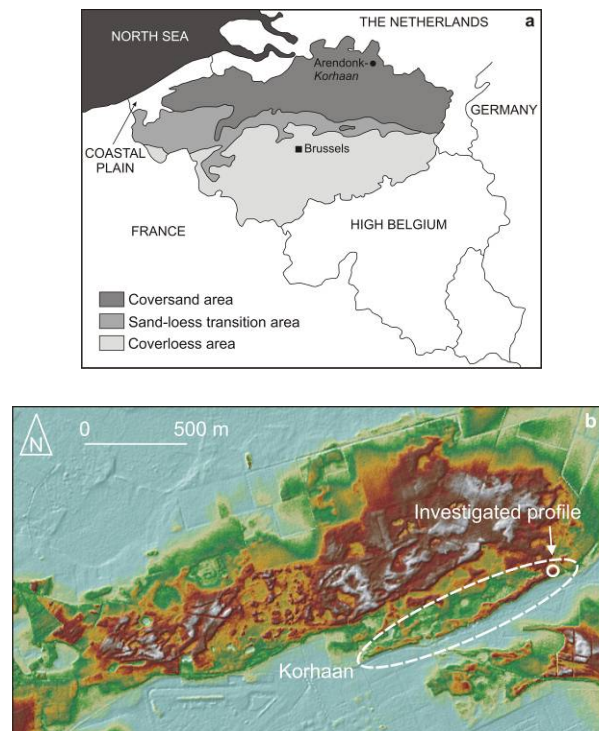 THE NETHERLANDS
a
NORTH SEA
Arendonk-
Korhaan
GERMANY
COASTAL
PLAIN
Brussels
FRANCE
HIGH BELGIUM
Coversand area
Sand-loess transition area
Coverloess area
b
N
0 500 m
Investigated profile
Korhaan